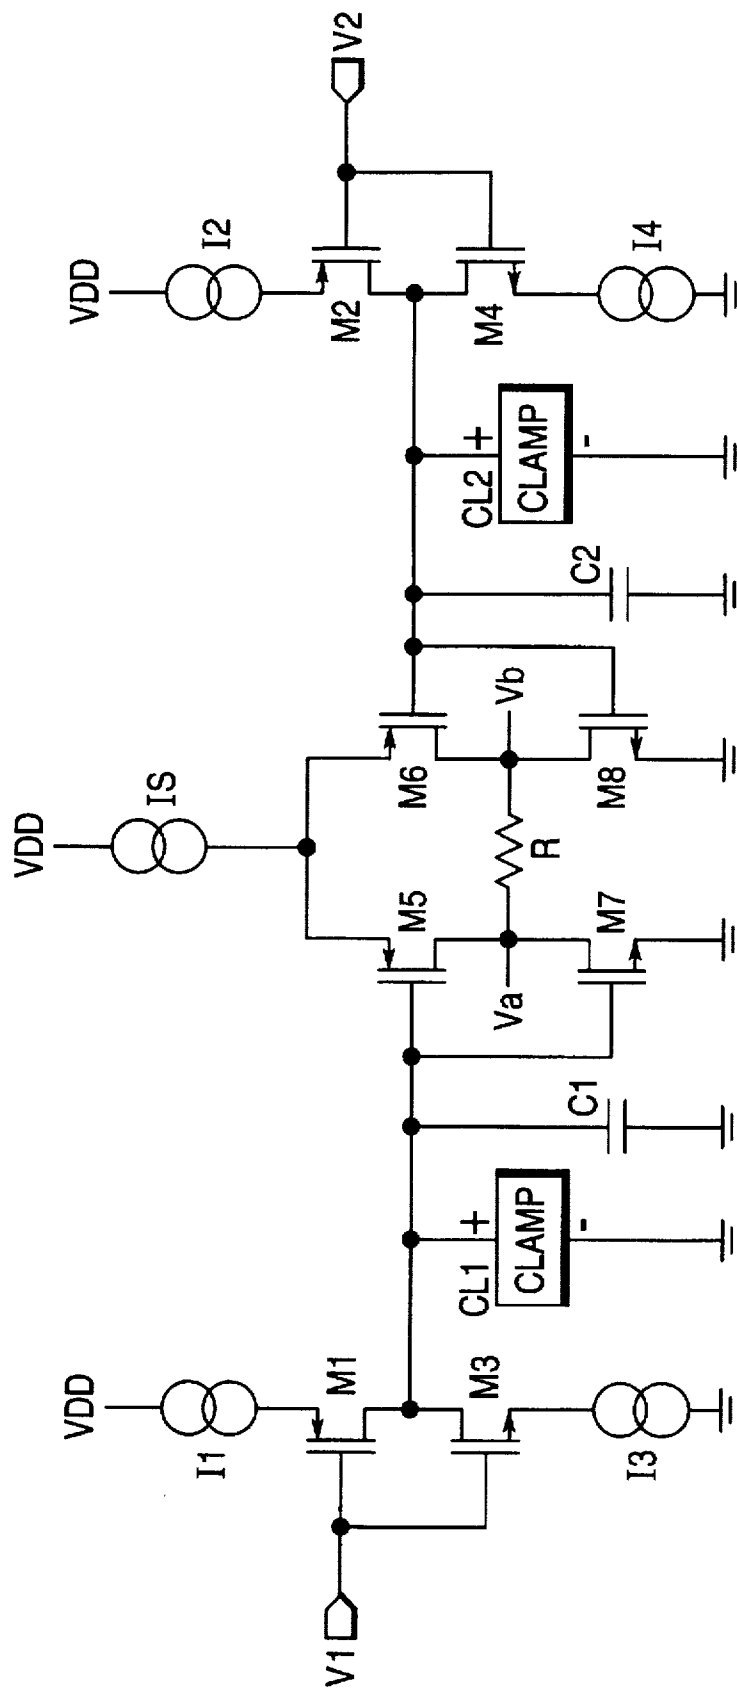 VDD
VDD
VDD
I1
IS
I2
V1
M1
V2
M2
M5
M6
CL1
+
CLAMP
-
CL2
+
CLAMP
-
Va
Vb
R
M3
M4
C1
M7
M8
C2
I3
I4